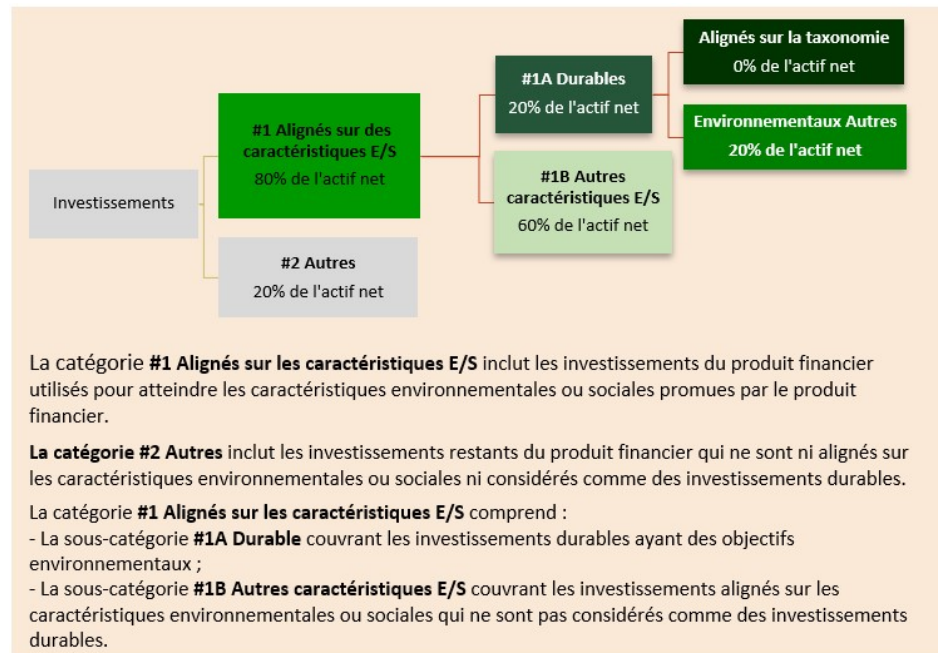 Alignés sur la taxonomie
0% de l'actif net
#1A Durables
20% de l'actif net
Environnementaux Autres
20% de l'actif net
#1 Alignés sur des
caractéristiques E/S
80% de l'actif net
#1B Autres
caractéristiques E/S
60% de l'actif net
Investissements
#2 Autres
20% de l'actif net
La catégorie #1 Alignés sur les caractéristiques E/S inclut les investissements du produit financier
utilisés pour atteindre les caractéristiques environnementales ou sociales promues par le produit
financier.
La catégorie #2 Autres inclut les investissements restants du produit financier qui ne sont ni alignés sur
les caractéristiques environnementales ou sociales ni considérés comme des investissements durables.
La catégorie #1 Alignés sur les caractéristiques E/S comprend :
- La sous-catégorie #1A Durable couvrant les investissements durables ayant des objectifs
environnementaux ;
- La sous-catégorie #1B Autres caractéristiques E/S couvrant les investissements alignés sur les
caractéristiques environnementales ou sociales qui ne sont pas considérés comme des investissements
durables.